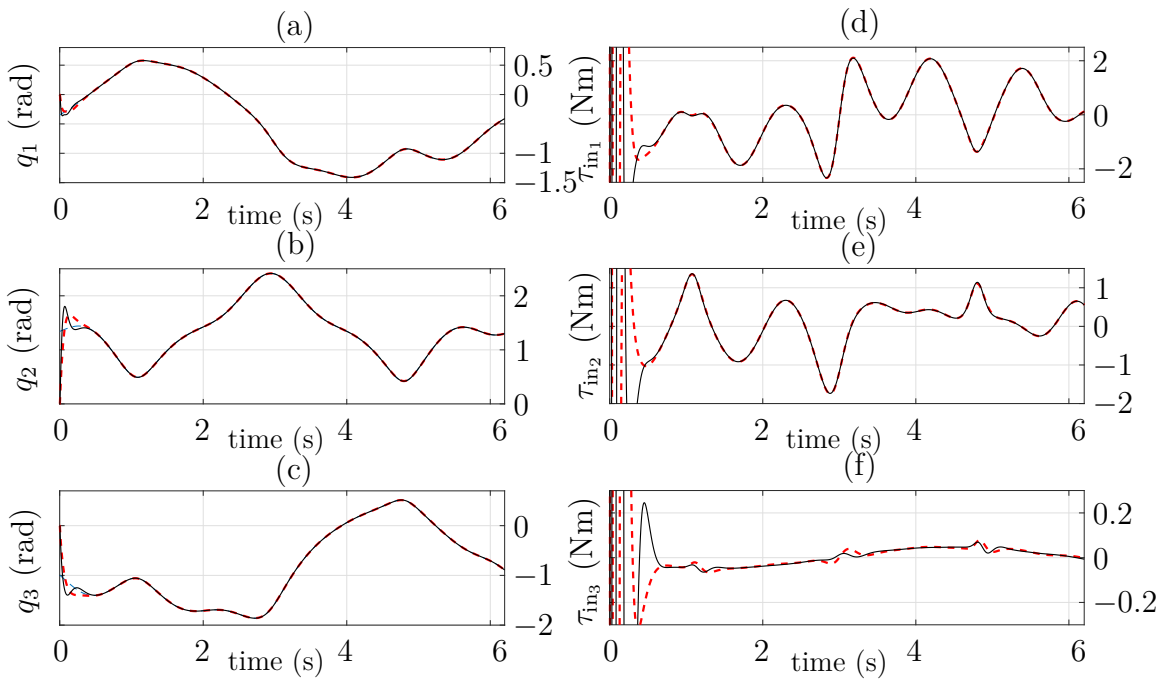 (a)
q1 (rad)
0.5
−1
−1.5
0 2 4 6
time (s)
(b)
q2 (rad)
2
1
0
0 2 4 6
time (s)
(c)
q3 (rad)
0
−1
−2
0 2 4 6
time (s)
(d)
τin1 (Nm)
2
0
−2
0 2 4 6
time (s)
(e)
τin2 (Nm)
1
0
−1
−2
0 2 4 6
time (s)
(f)
τin3 (Nm)
0.2
0
−0.2
0 2 4 6
time (s)